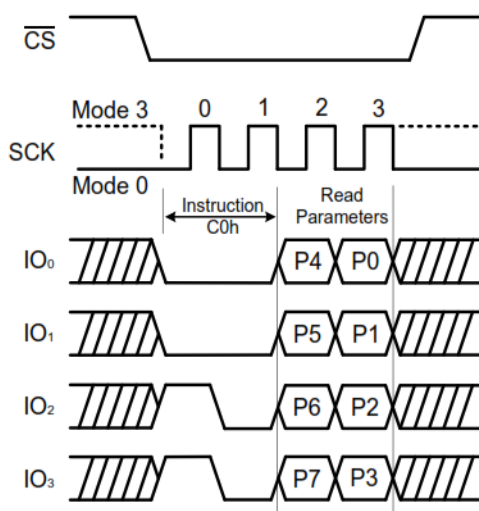 CS
Mode 3 0 1 2 3
SCK
Mode 0
Instruction
C0h
Read
Parameters
IO₀ P4 P0
IO₁ P5 P1
IO₂ P6 P2
IO₃ P7 P3